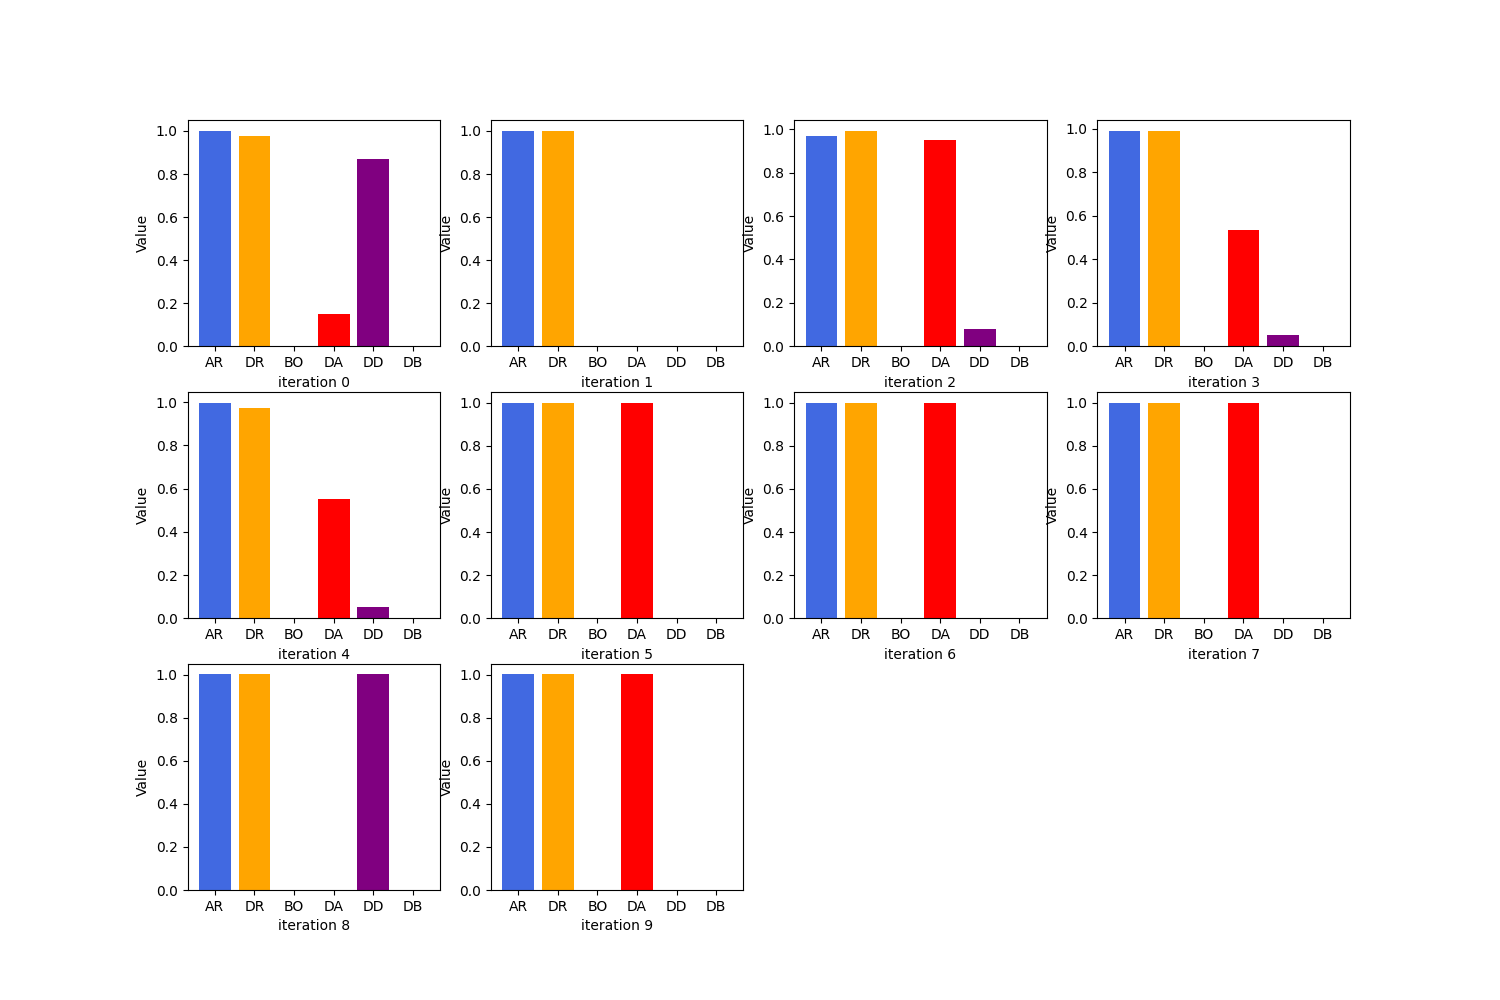 1.0
0.8
0.6
0.4
0.2
0.0
Value
AR DR BO DA DD DB
iteration 0
1.0
0.8
0.6
0.4
0.2
0.0
Value
AR DR BO DA DD DB
iteration 1
1.0
0.8
0.6
0.4
0.2
0.0
Value
AR DR BO DA DD DB
iteration 2
1.0
0.8
0.6
0.4
0.2
0.0
Value
AR DR BO DA DD DB
iteration 3
1.0
0.8
0.6
0.4
0.2
0.0
Value
AR DR BO DA DD DB
iteration 4
1.0
0.8
0.6
0.4
0.2
0.0
Value
AR DR BO DA DD DB
iteration 5
1.0
0.8
0.6
0.4
0.2
0.0
Value
AR DR BO DA DD DB
iteration 6
1.0
0.8
0.6
0.4
0.2
0.0
Value
AR DR BO DA DD DB
iteration 7
1.0
0.8
0.6
0.4
0.2
0.0
Value
AR DR BO DA DD DB
iteration 8
1.0
0.8
0.6
0.4
0.2
0.0
Value
AR DR BO DA DD DB
iteration 9